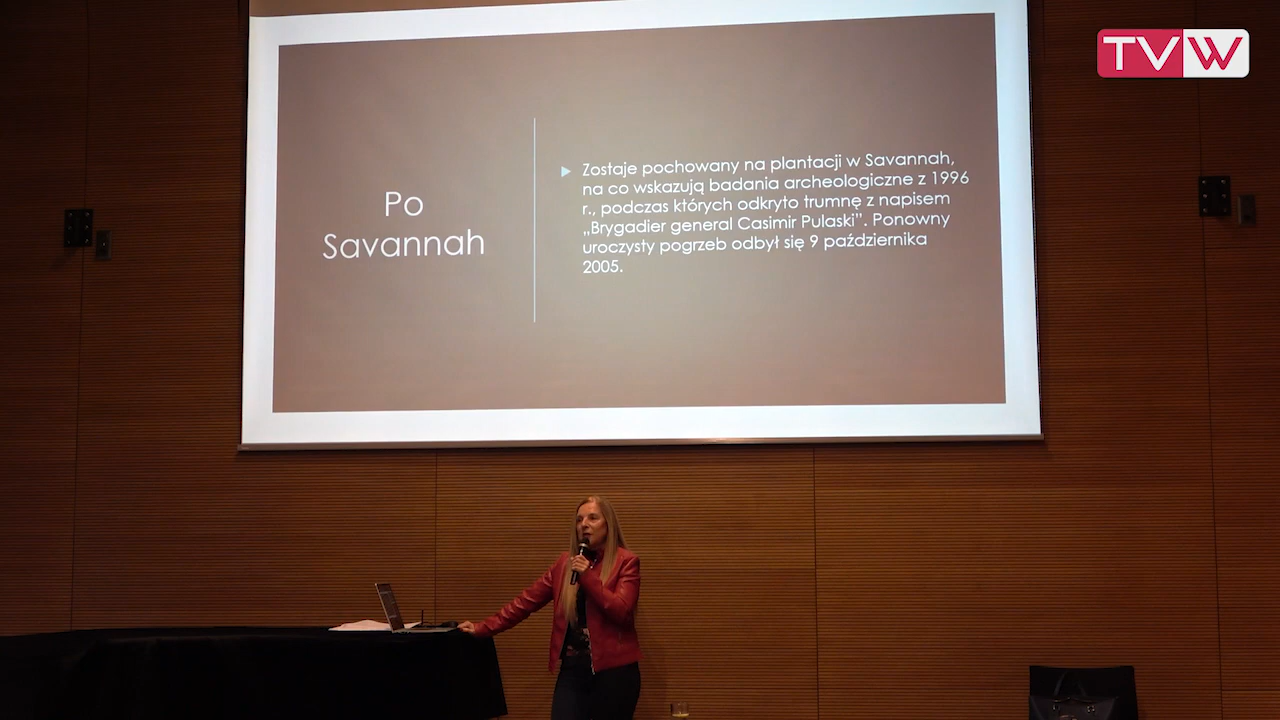 TVW
Po
Savannah
Zostaje pochowany na plantacji w Savannah,
na co wskazują badania archeologiczne z 1996
r., podczas których odkryto trumnę z napisem
„Brygadier general Casimir Pulaski”. Ponowny
uroczysty pogrzeb odbył się 9 października
2005.